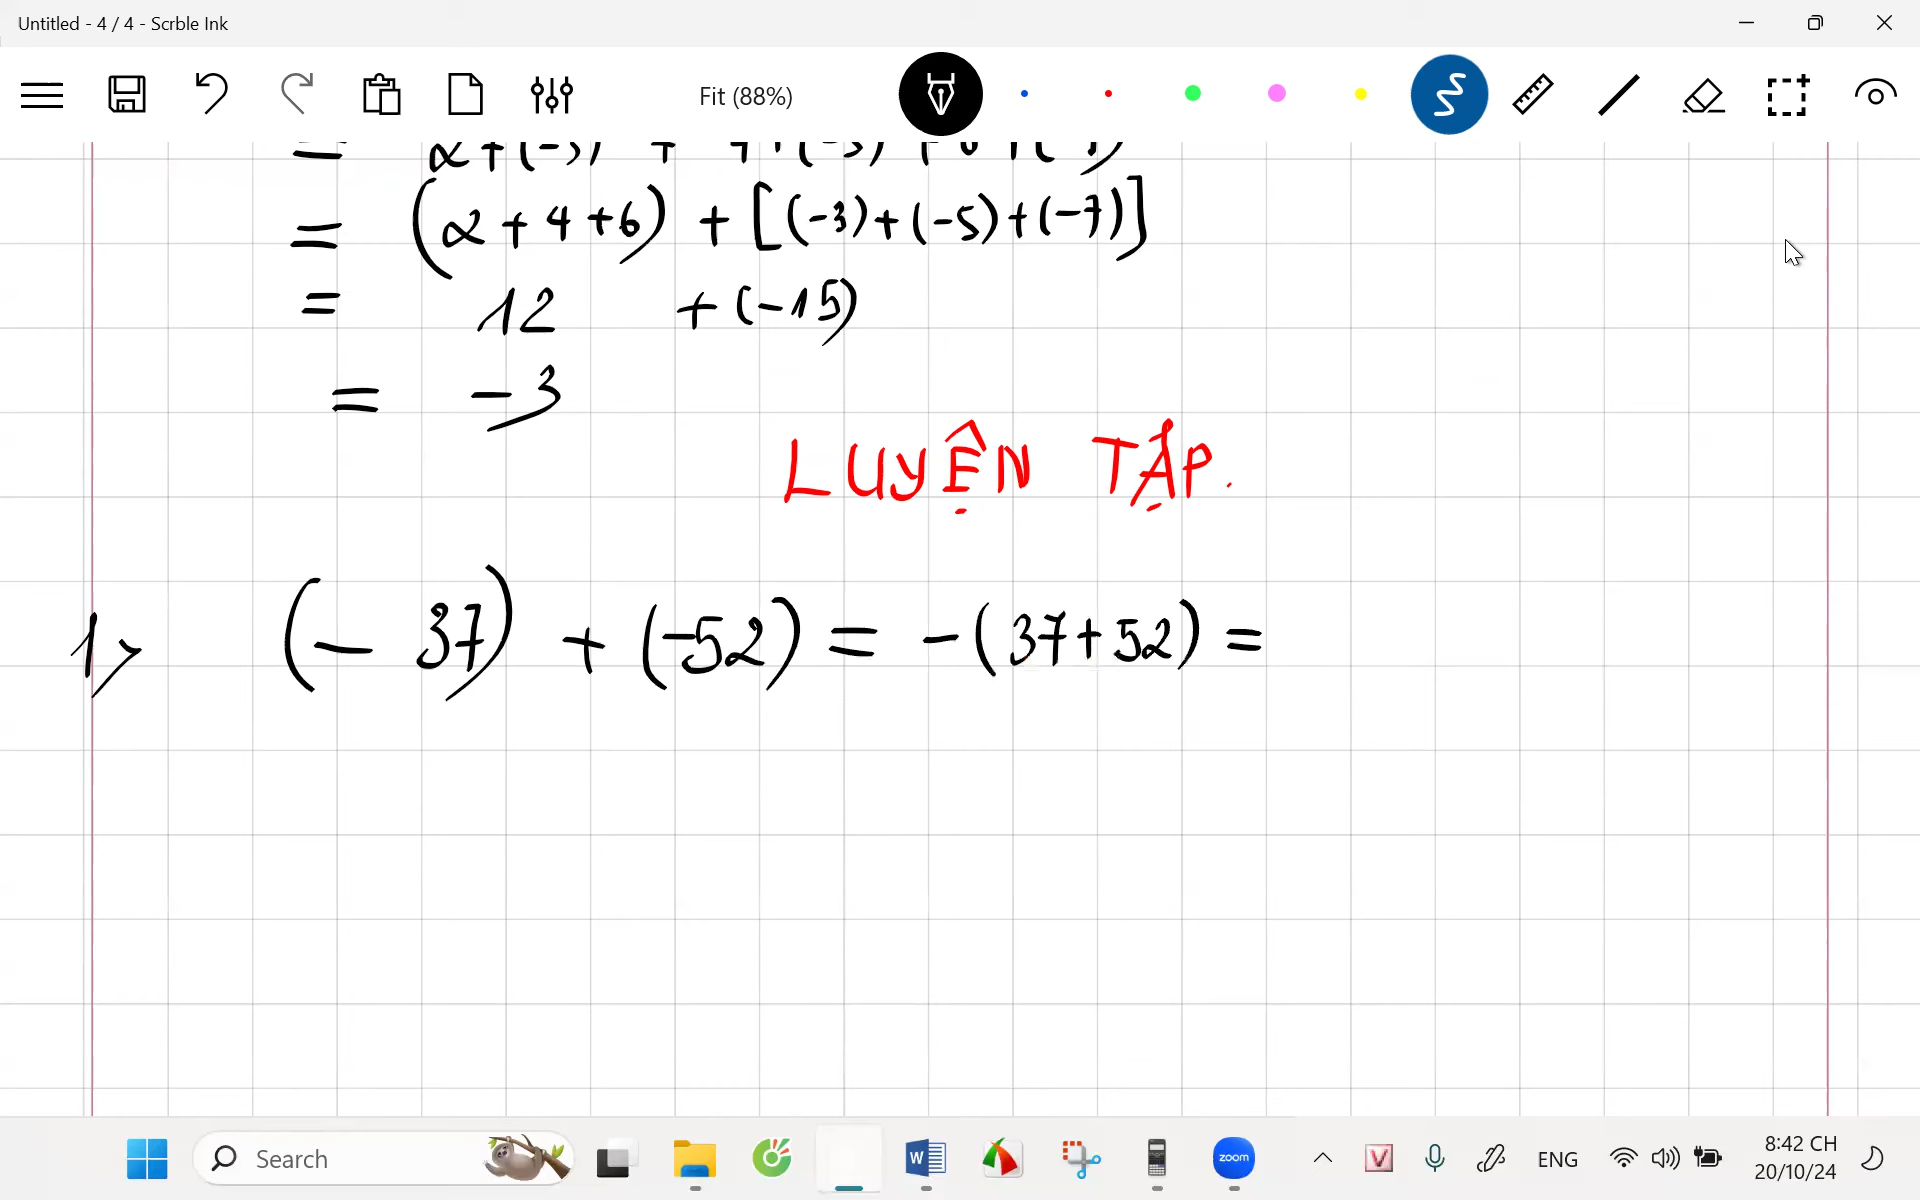 Untitled - 4 / 4 - Scrble Ink
Fit (88%)
= (2 + 4 + 6) + [(-3) + (-5) + (-7)]
= 12 + (-15)
= -3
LUYỆN TẬP.
1> (- 37) + (-52) = -(37+52) =
Search
zoom
ENG
8:42 CH
20/10/24